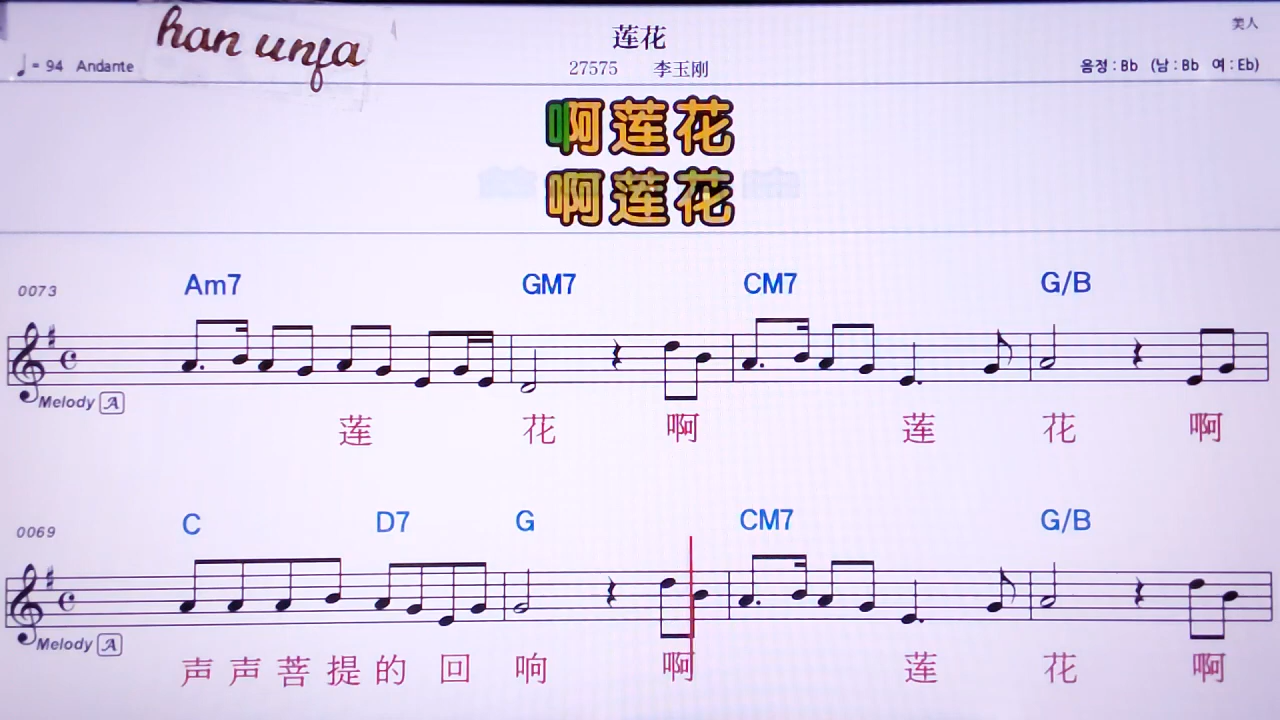 han unfa
莲花
美人
♩= 94 Andante
27575 李玉刚
음정 : Bb (남 : Bb 여 : Eb)
啊莲花
啊莲花
0073
Am7 GM7 CM7 G/B
Melody A
莲 花 啊 莲 花 啊
0069
C D7 G CM7 G/B
Melody A
声 声 菩 提 的 回 响 啊 莲 花 啊